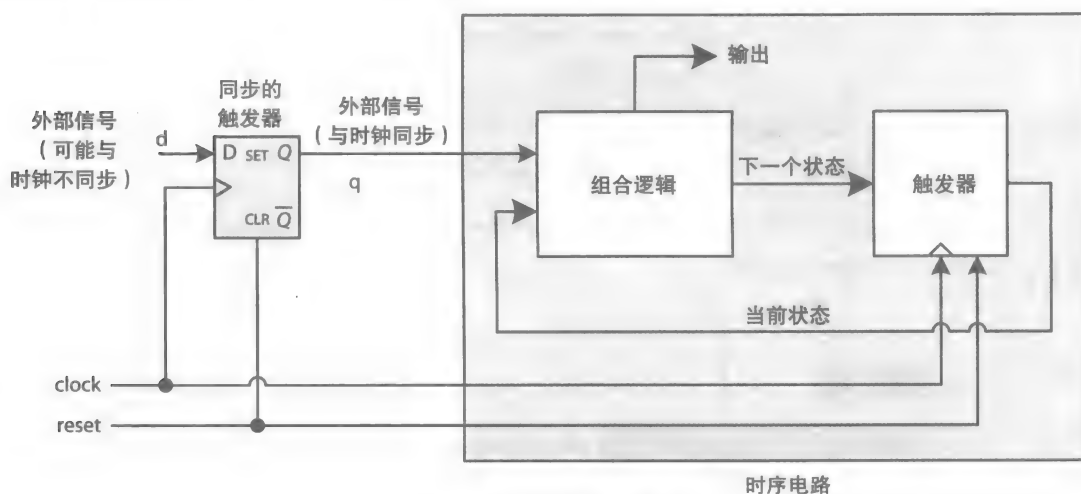 外部信号
（可能与
时钟不同步）
d
同步的
触发器
D SET Q
CLR Q̅
外部信号
（与时钟同步）
q
输出
组合逻辑
下一个状态
触发器
当前状态
clock
reset
时序电路